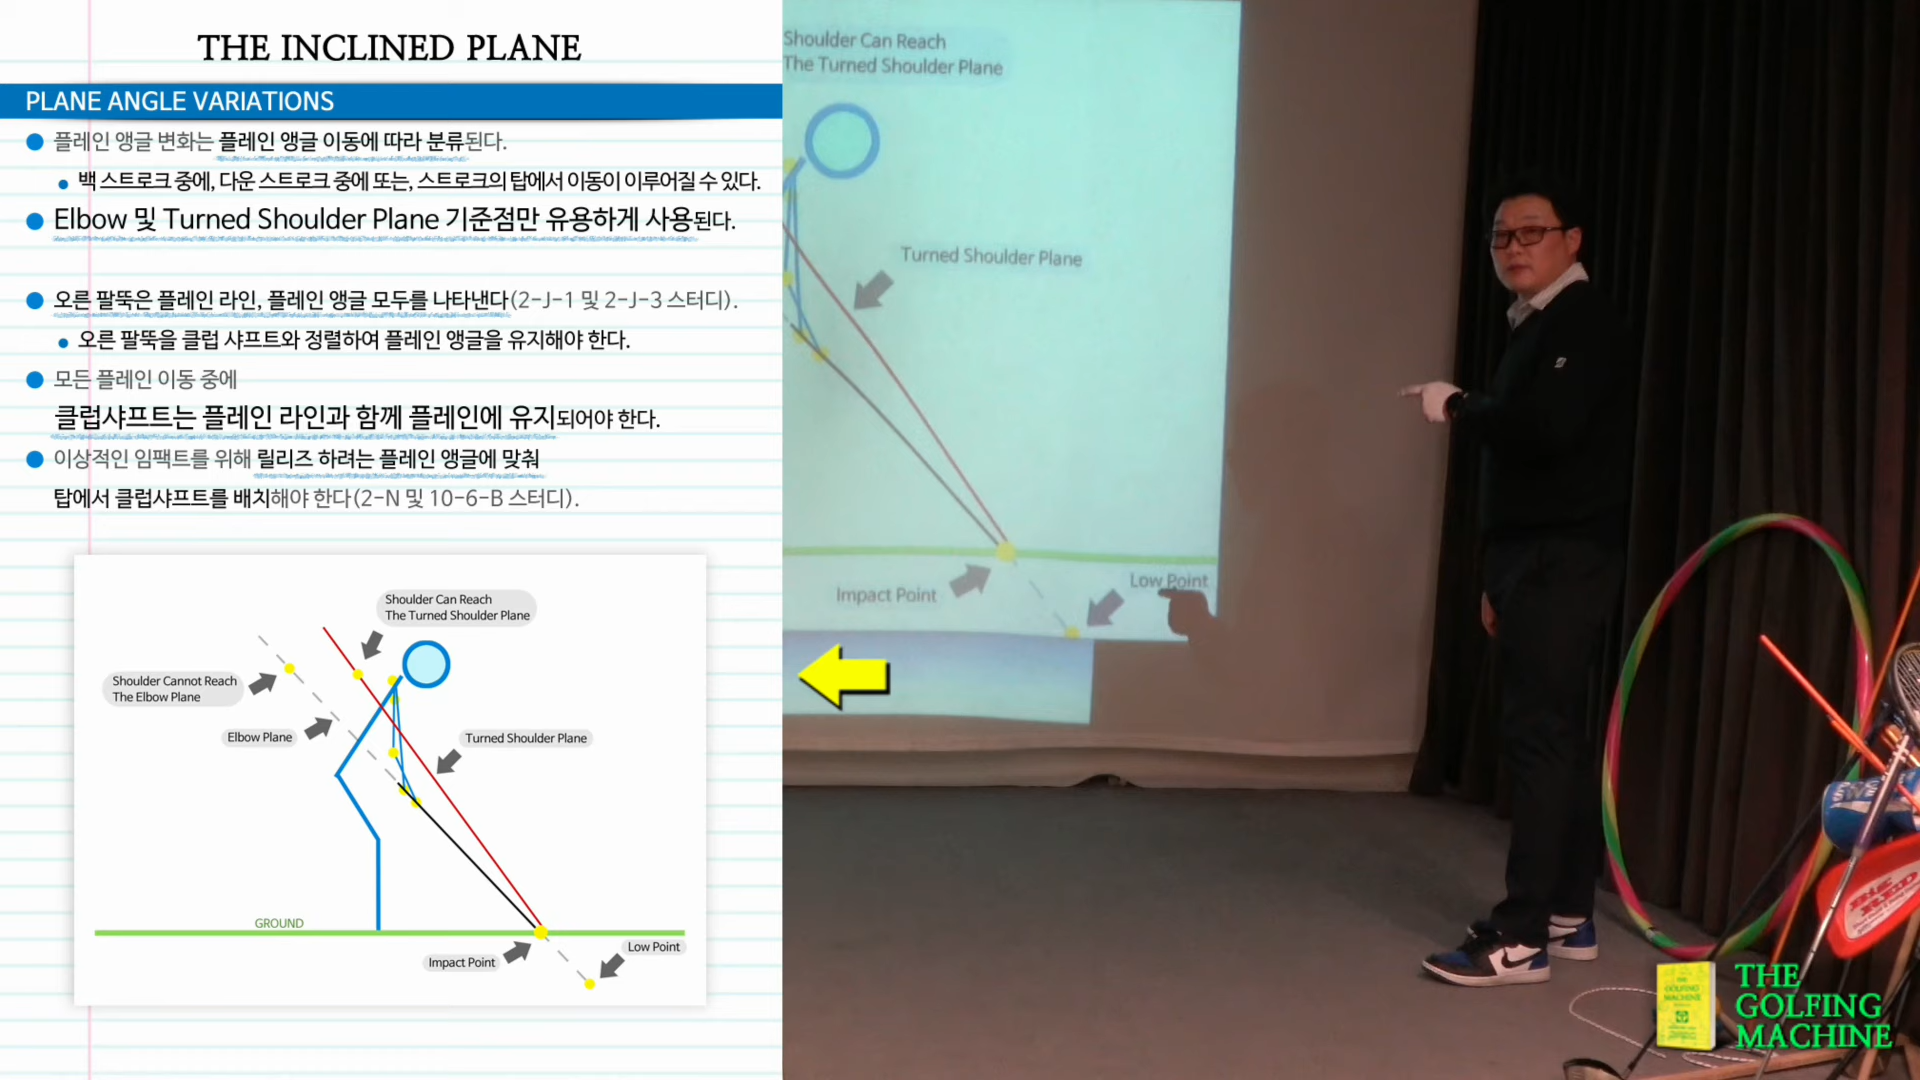 THE INCLINED PLANE
PLANE ANGLE VARIATIONS
플레인 앵글 변화는 플레인 앵글 이동에 따라 분류된다.
백 스트로크 중에, 다운 스트로크 중에 또는, 스트로크의 탑에서 이동이 이루어질 수 있다.
Elbow 및 Turned Shoulder Plane 기준점만 유용하게 사용된다.
오른 팔뚝은 플레인 라인, 플레인 앵글 모두를 나타낸다(2-J-1 및 2-J-3 스터디).
오른 팔뚝을 클럽 샤프트와 정렬하여 플레인 앵글을 유지해야 한다.
모든 플레인 이동 중에
클럽샤프트는 플레인 라인과 함께 플레인에 유지되어야 한다.
이상적인 임팩트를 위해 릴리즈 하려는 플레인 앵글에 맞춰
탑에서 클럽샤프트를 배치해야 한다(2-N 및 10-6-B 스터디).
Shoulder Can Reach
The Turned Shoulder Plane
Shoulder Cannot Reach
The Elbow Plane
Elbow Plane
Turned Shoulder Plane
GROUND
Impact Point
Low Point
Shoulder Can Reach
The Turned Shoulder Plane
Turned Shoulder Plane
Impact Point
Low Point
BIG
RED
THE
GOLFING
MACHINE
THE
GOLFING
MACHINE